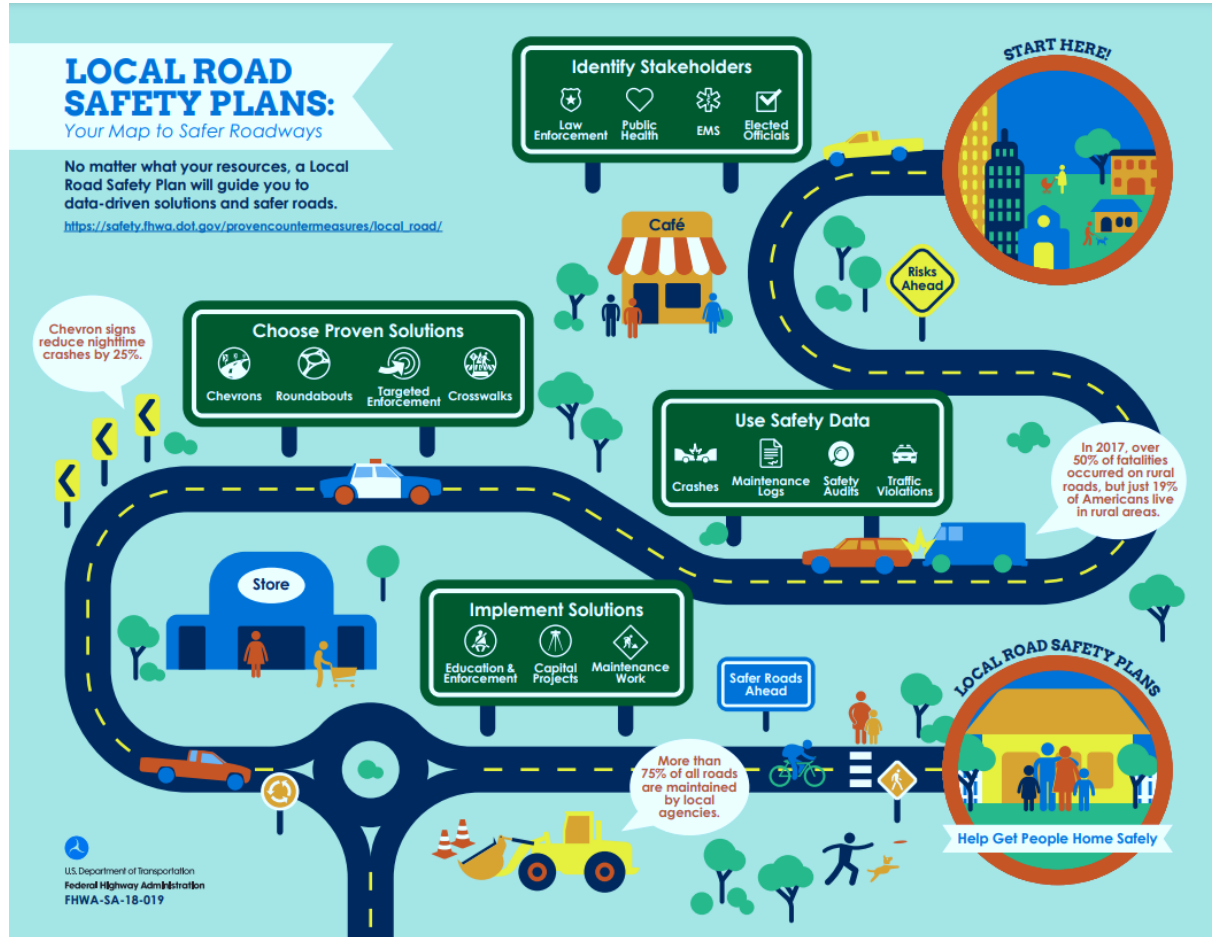 LOCAL ROAD
SAFETY PLANS:
Your Map to Safer Roadways
No matter what your resources, a Local
Road Safety Plan will guide you to
data-driven solutions and safer roads.
https://safety.fhwa.dot.gov/provencountermeasures/local_road/
START HERE!
Identify Stakeholders
Law
Enforcement
Public
Health
EMS
Elected
Officials
Café
Risks
Ahead
Use Safety Data
Crashes
Maintenance
Logs
Safety
Audits
Traffic
Violations
In 2017, over
50% of fatalities
occurred on rural
roads, but just 19%
of Americans live
in rural areas.
Choose Proven Solutions
Chevrons
Roundabouts
Targeted
Enforcement
Crosswalks
Chevron signs
reduce nighttime
crashes by 25%.
Store
Implement Solutions
Education &
Enforcement
Capital
Projects
Maintenance
Work
Safer Roads
Ahead
More than
75% of all roads
are maintained
by local
agencies.
LOCAL ROAD SAFETY PLANS
Help Get People Home Safely
U.S. Department of Transportation
Federal Highway Administration
FHWA-SA-18-019